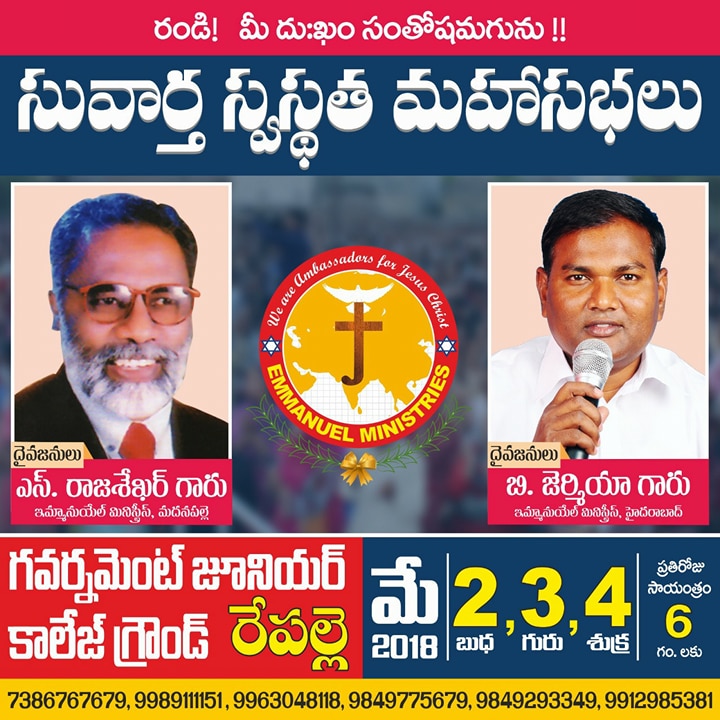 రండి! మీ దుఃఖం సంతోషమగును !!
సువార్త స్వస్థత మహాసభలు
We are Ambassadors for Jesus Christ
EMMANUEL MINISTRIES
దైవజనులు
ఎస్. రాజశేఖర్ గారు
ఇమ్మానుయేల్ మినిస్ట్రీస్, మదనపల్లె
దైవజనులు
బి. జెర్మియా గారు
ఇమ్మానుయేల్ మినిస్ట్రీస్, హైదరాబాద్
గవర్నమెంట్ జూనియర్
కాలేజ్ గ్రౌండ్ రేపల్లె
మే
2018
2,3,4
బుధ గురు శుక్ర
ప్రతిరోజు
సాయంత్రం
6
గం. లకు
7386767679, 9989111151, 9963048118, 9849775679, 9849293349, 9912985381